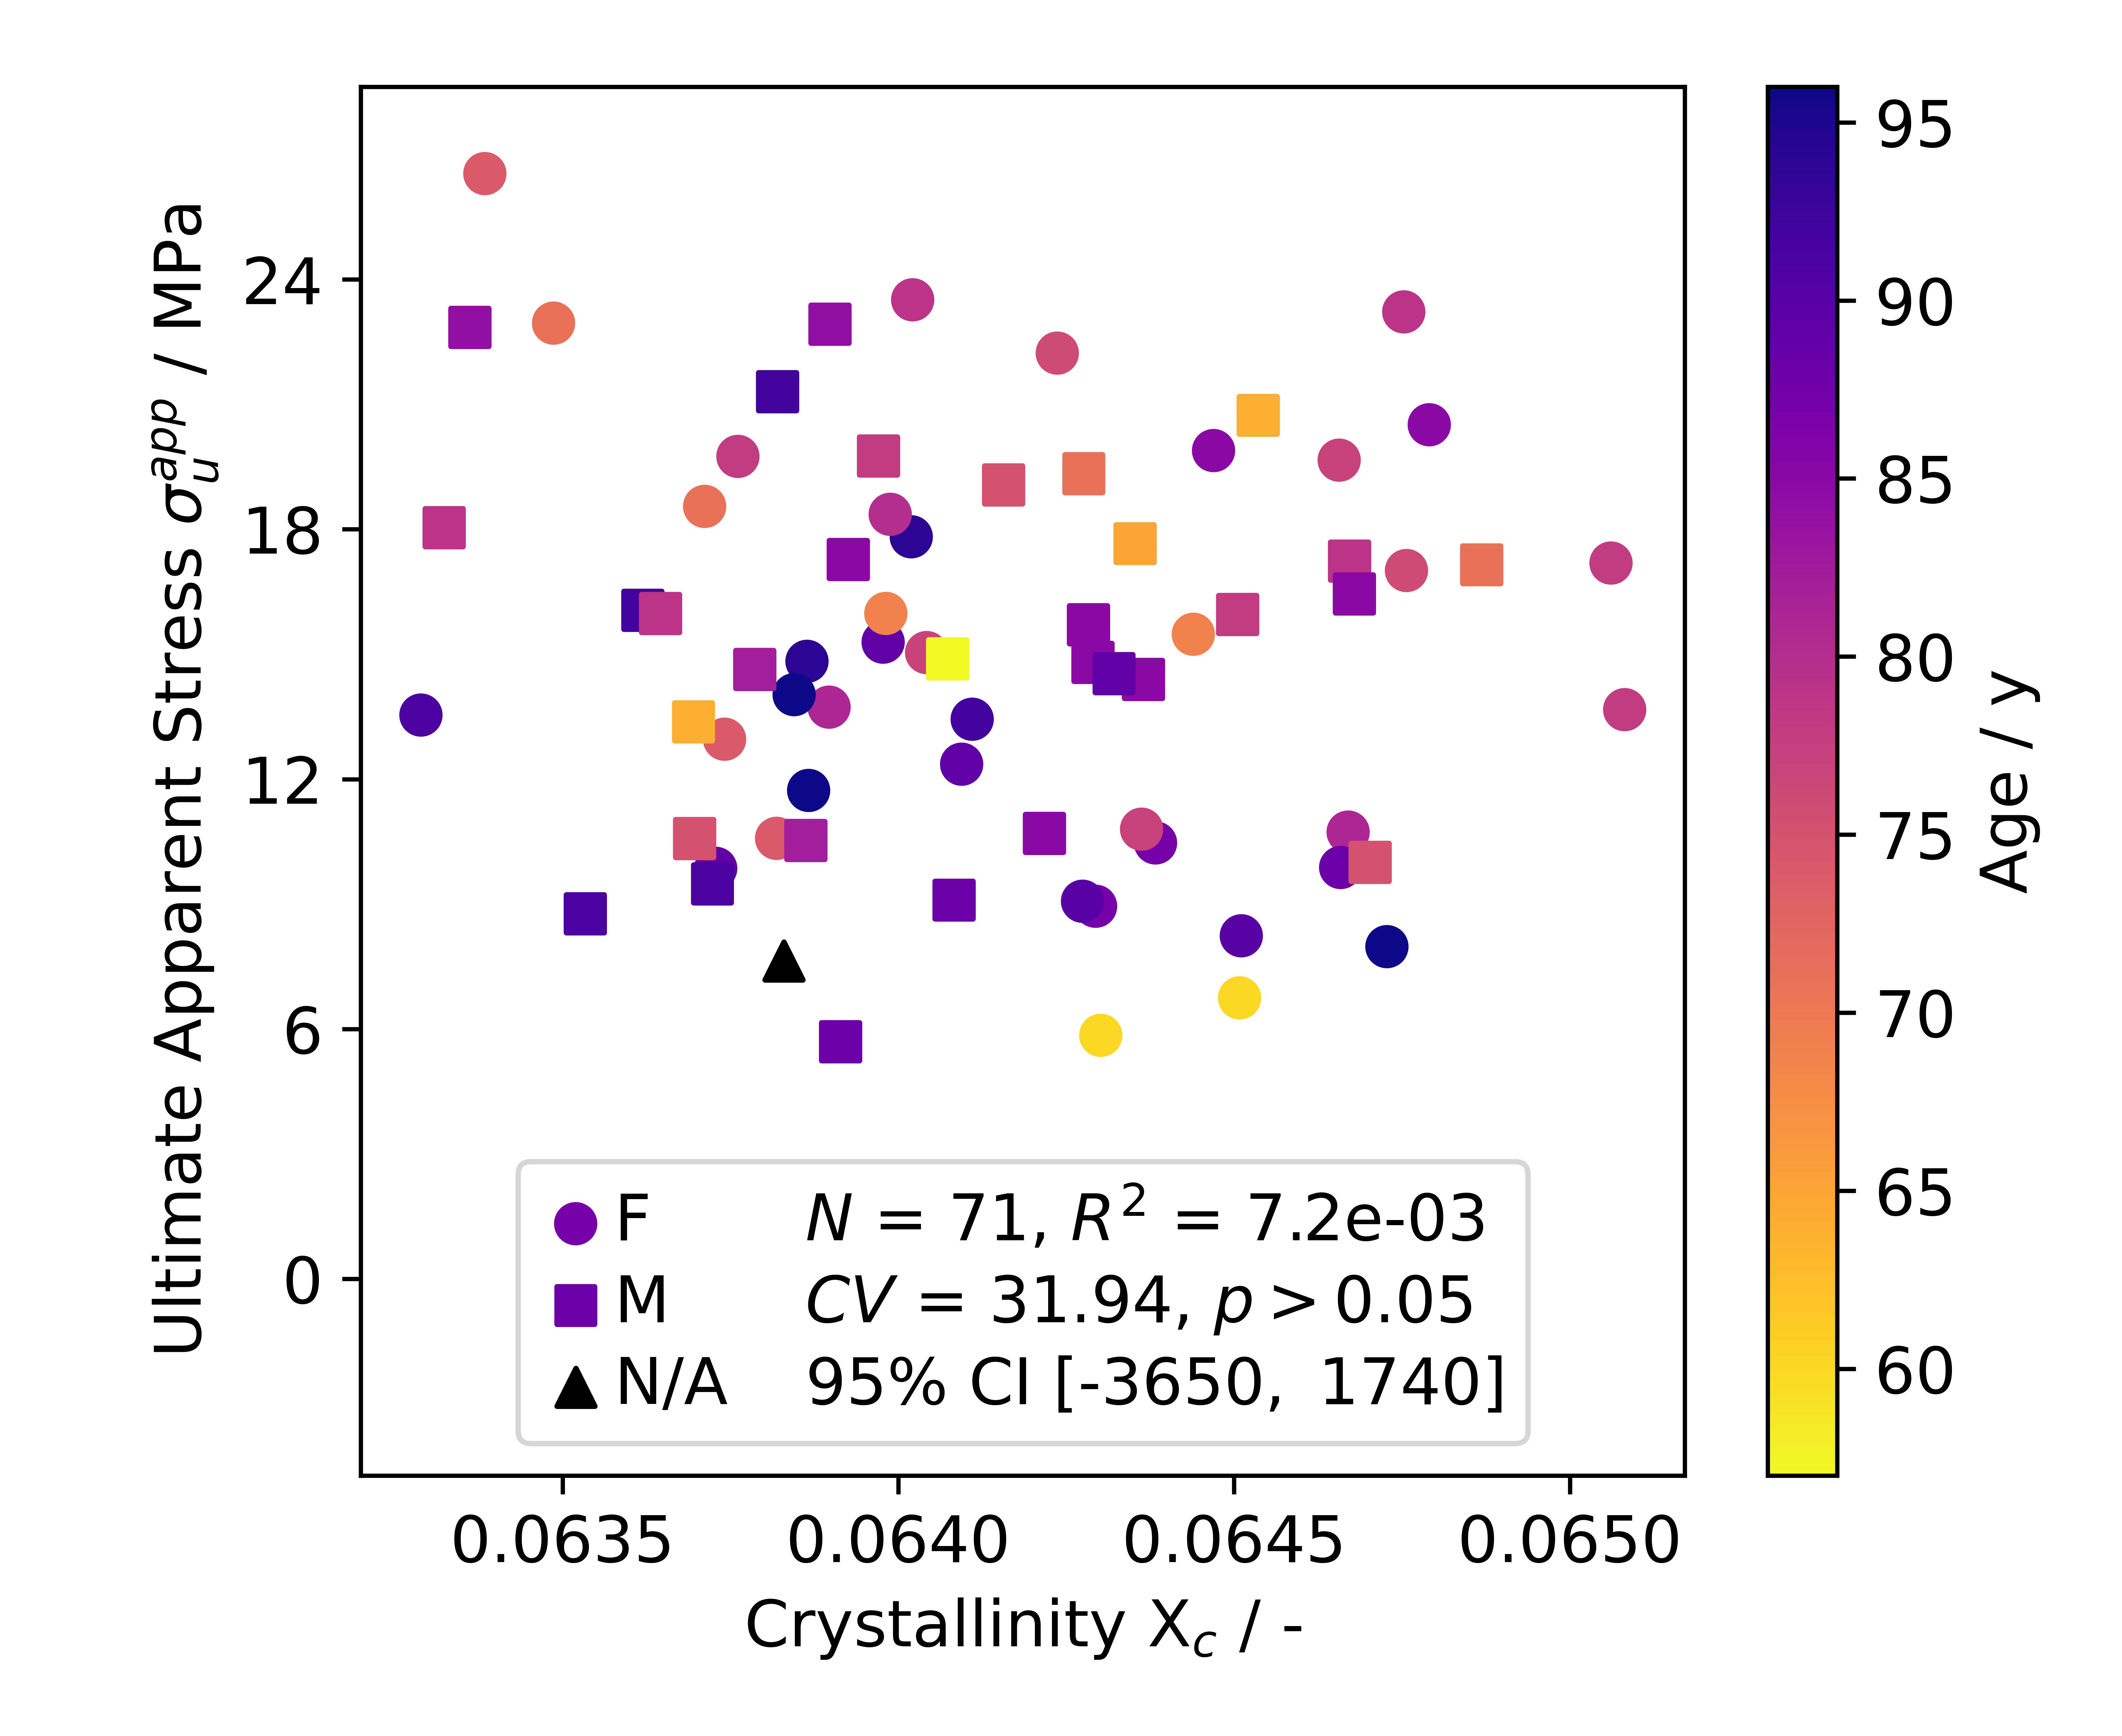 Ultimate Apparent Stress σ_u^app / MPa
24
18
12
6
0
F
M
N/A
N = 71, R² = 7.2e-03
CV = 31.94, p > 0.05
95% CI [-3650, 1740]
0.0635
0.0640
0.0645
0.0650
Crystallinity X_c / -
95
90
85
80
75
70
65
60
Age / y